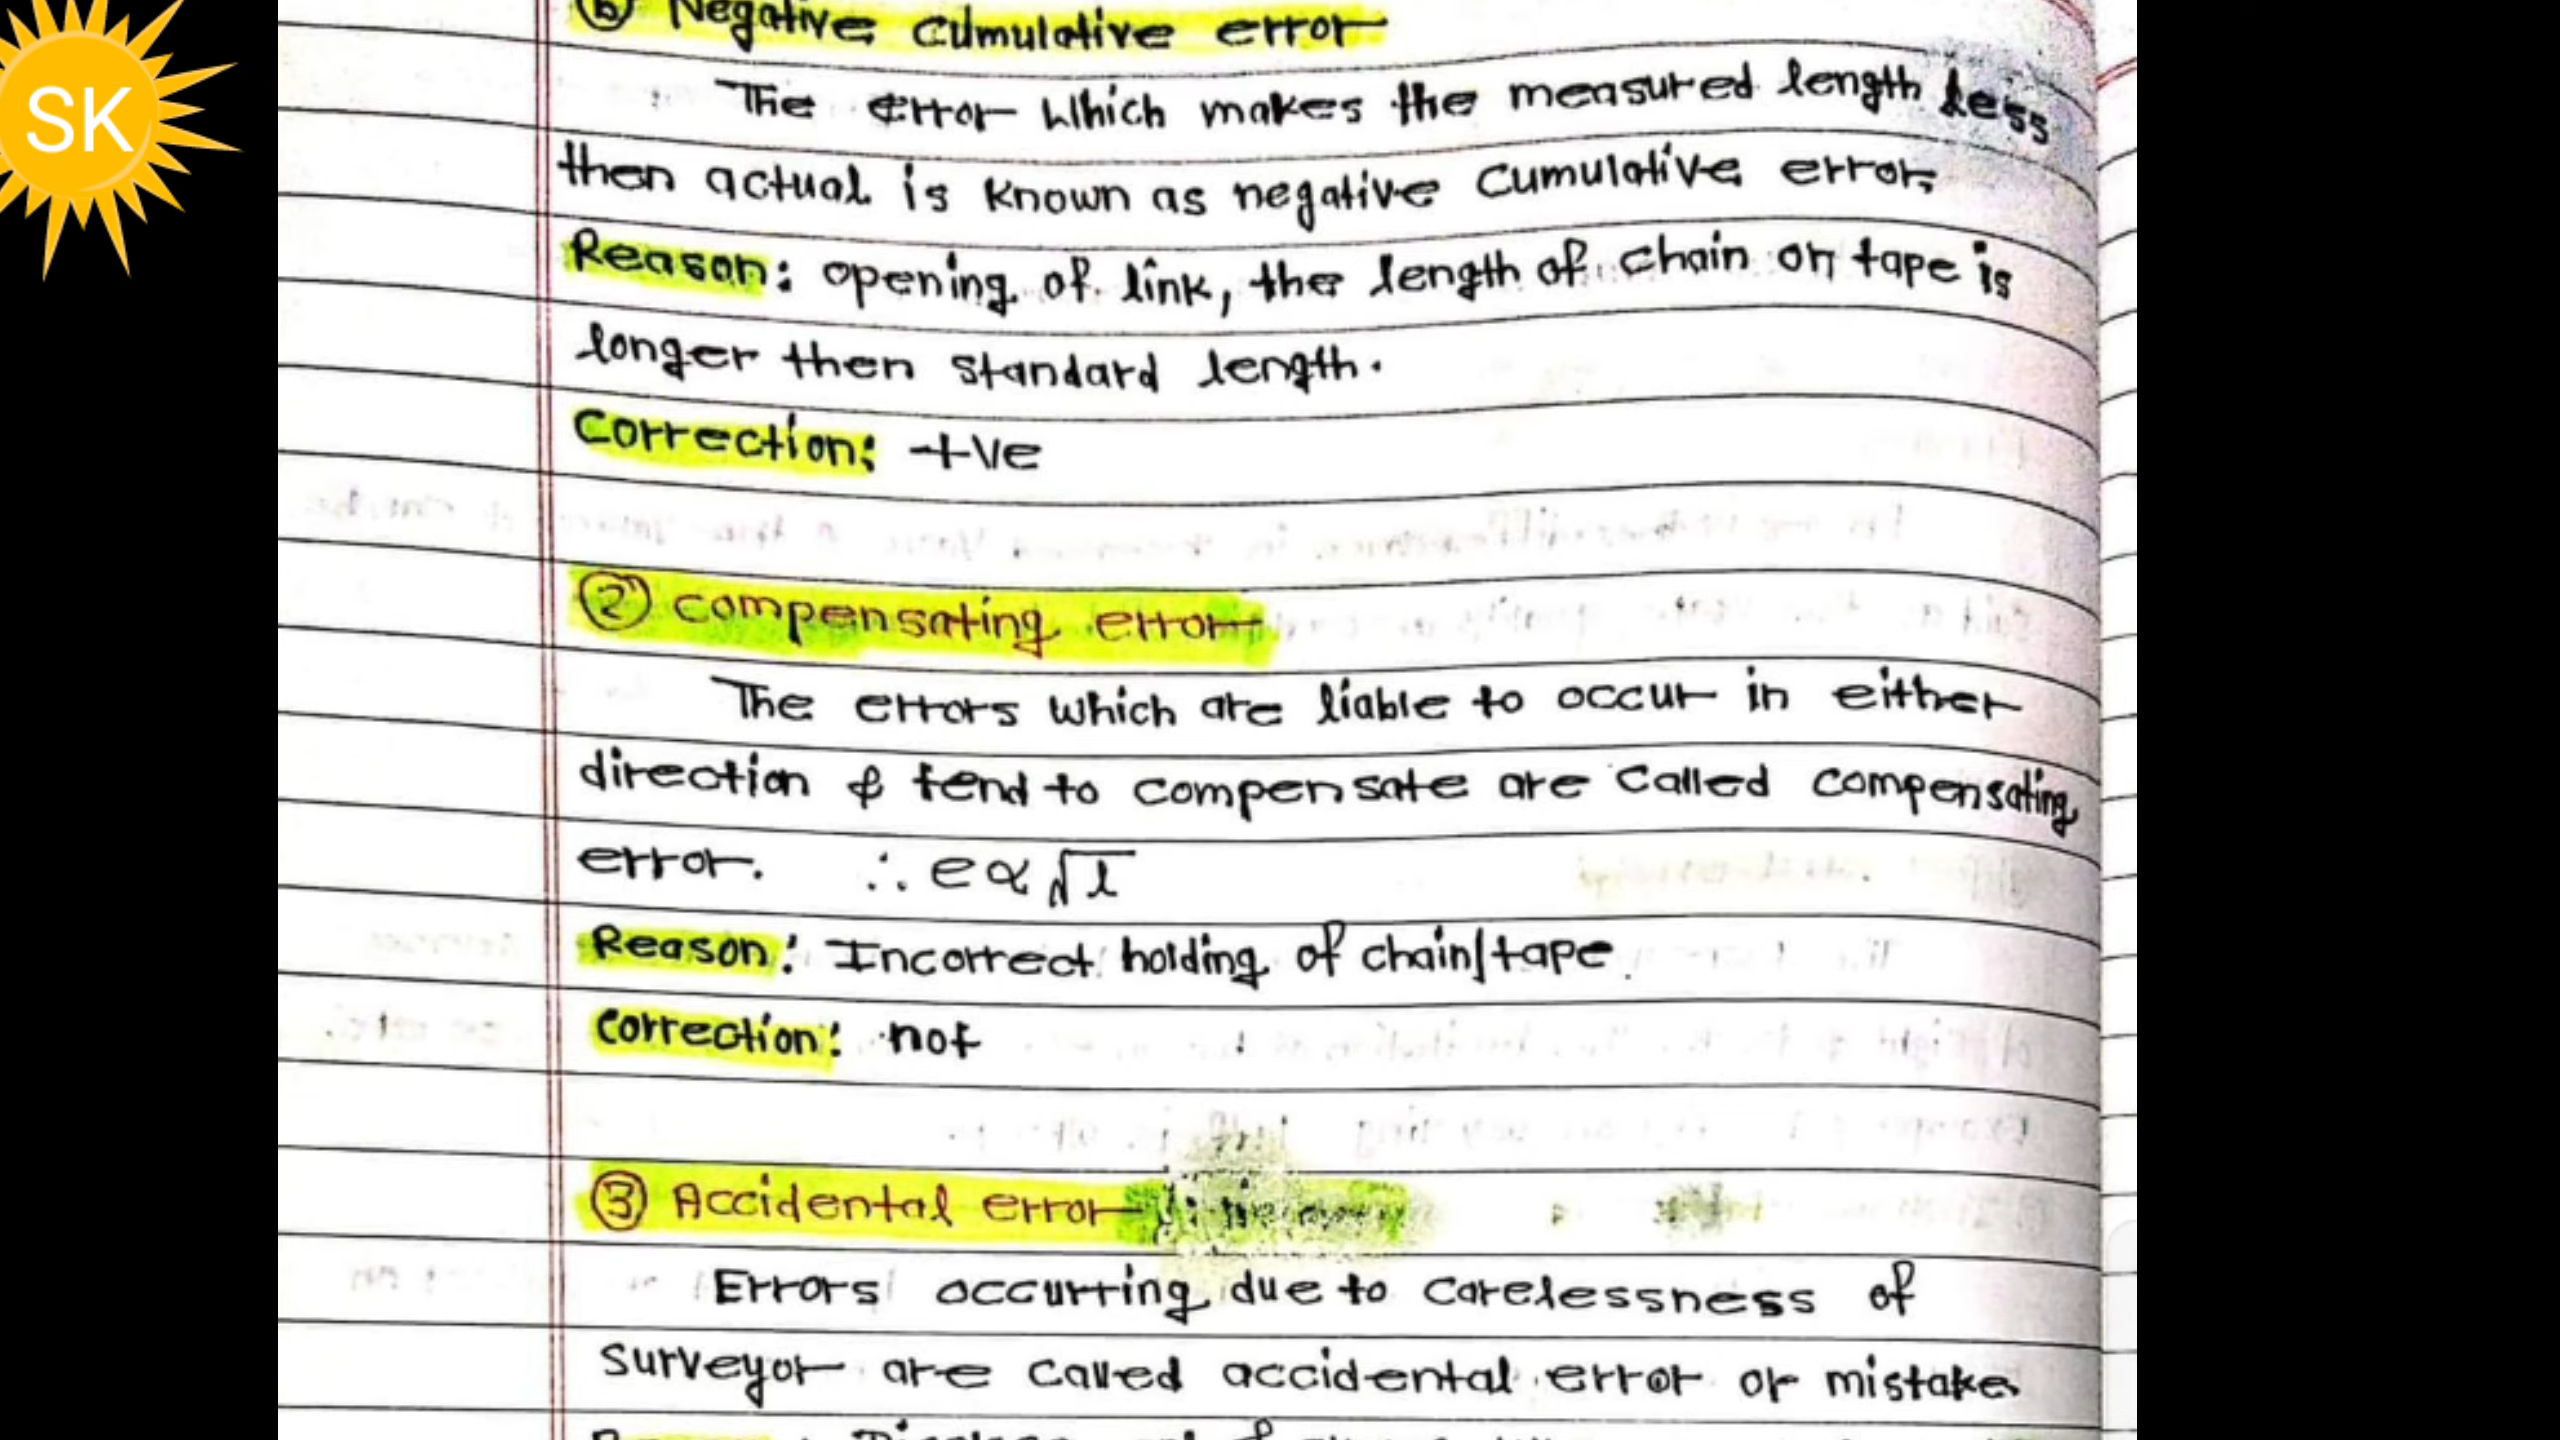 SK
b Negative cumulative error
The error which makes the measured length less
then actual is known as negative cumulative error,
Reason: opening of link, the length of chain or tape is
longer then standard length.
Correction: +ve
② compensating error
The errors which are liable to occur in either
direction & tend to compensate are called compensating
error. ∴ e∝√l
Reason: Incorrect holding of chain/tape
correction: not
③ Accidental error
Errors occurring due to carelessness of
surveyor are called accidental error or mistake